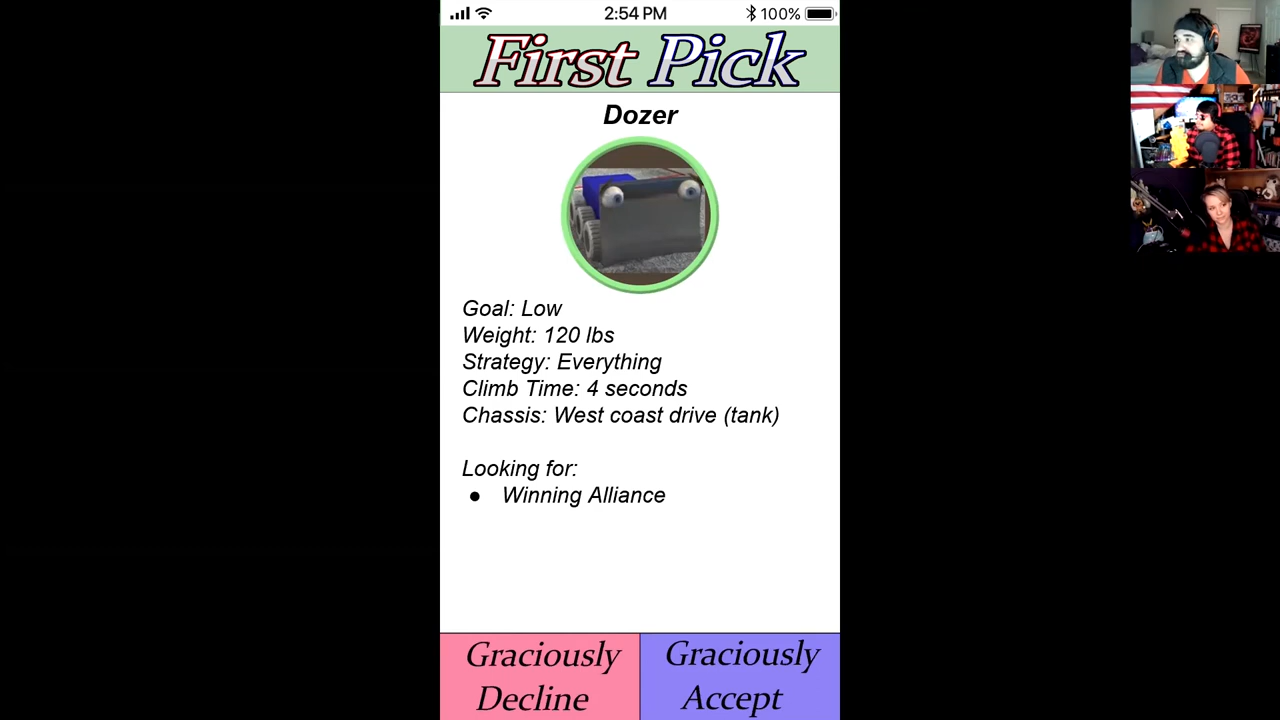 2:54 PM
100%
First Pick
Dozer
Goal: Low
Weight: 120 lbs
Strategy: Everything
Climb Time: 4 seconds
Chassis: West coast drive (tank)
Looking for:
● Winning Alliance
Graciously
Decline
Graciously
Accept